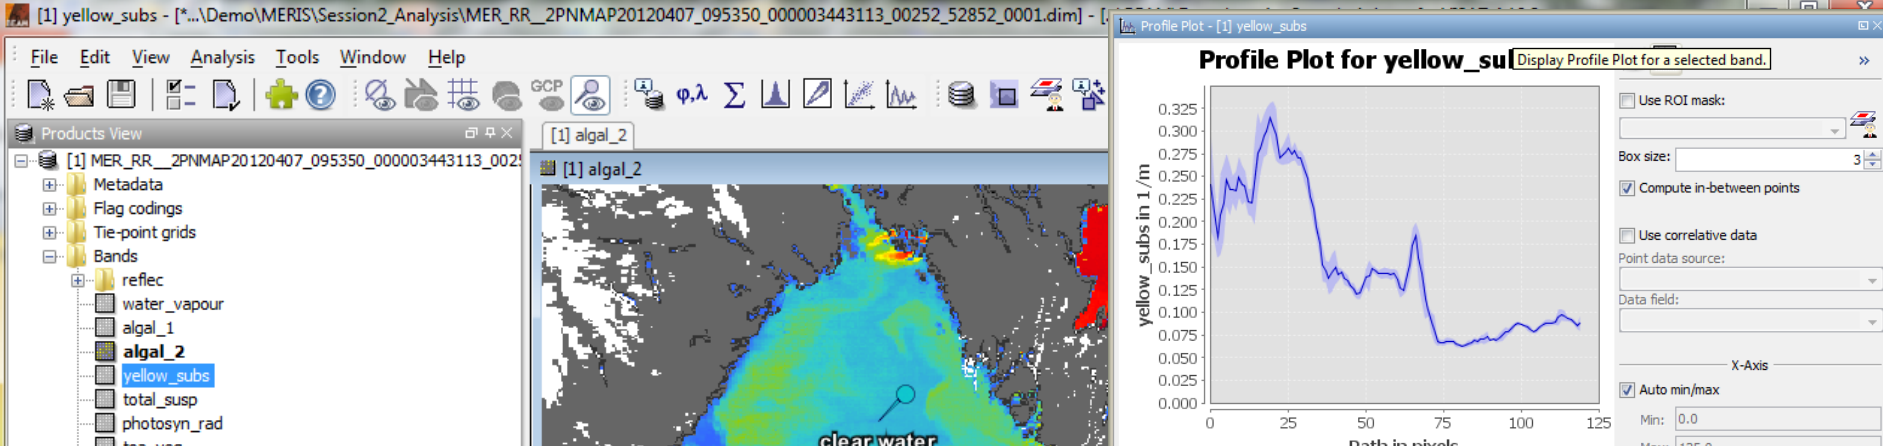 [1] yellow_subs - [*...\Demo\MERIS\Session2_Analysis\MER_RR__2PNMAP20120407_095350_000003443113_00252_52852_0001.dim] - [
File Edit View Analysis Tools Window Help
GCP
φ,λ Σ
Products View
[1] MER_RR__2PNMAP20120407_095350_000003443113_0025
Metadata
Flag codings
Tie-point grids
Bands
reflec
water_vapour
algal_1
algal_2
yellow_subs
total_susp
photosyn_rad
[1] algal_2
[1] algal_2
clear water
Profile Plot - [1] yellow_subs
Profile Plot for yellow_su
Display Profile Plot for a selected band.
yellow_subs in 1/m
0.325
0.300
0.275
0.250
0.225
0.200
0.175
0.150
0.125
0.100
0.075
0.050
0.025
0.000
0 25 50 75 100 125
Path in pixels
Use ROI mask:
Box size: 3
Compute in-between points
Use correlative data
Point data source:
Data field:
X-Axis
Auto min/max
Min: 0.0